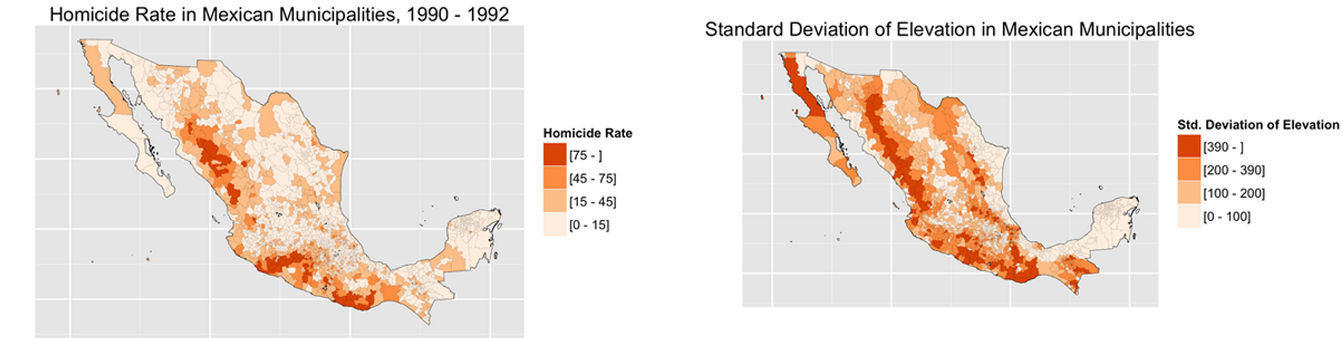 Homicide Rate in Mexican Municipalities, 1990 - 1992
Homicide Rate
[75 - ]
[45 - 75]
[15 - 45]
[0 - 15]
Standard Deviation of Elevation in Mexican Municipalities
Std. Deviation of Elevation
[390 - ]
[200 - 390]
[100 - 200]
[0 - 100]